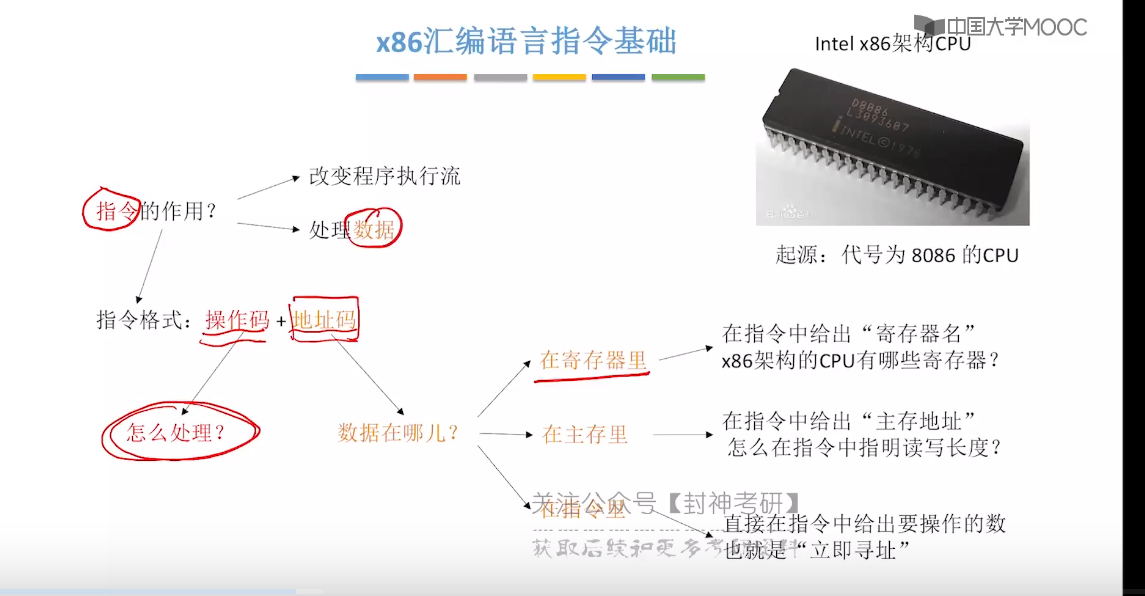 中国大学MOOC
x86汇编语言指令基础
Intel x86架构CPU
D8086
L3093607
INTEL©1978
改变程序执行流
指令的作用？
处理数据
起源：代号为 8086 的CPU
指令格式：操作码 + 地址码
在寄存器里
在指令中给出“寄存器名”
x86架构的CPU有哪些寄存器？
怎么处理？
数据在哪儿？
在主存里
在指令中给出“主存地址”
怎么在指令中指明读写长度？
关注公众号【封神考研】
在指令里
直接在指令中给出要操作的数
获取后续和更多考研资料
也就是“立即寻址”